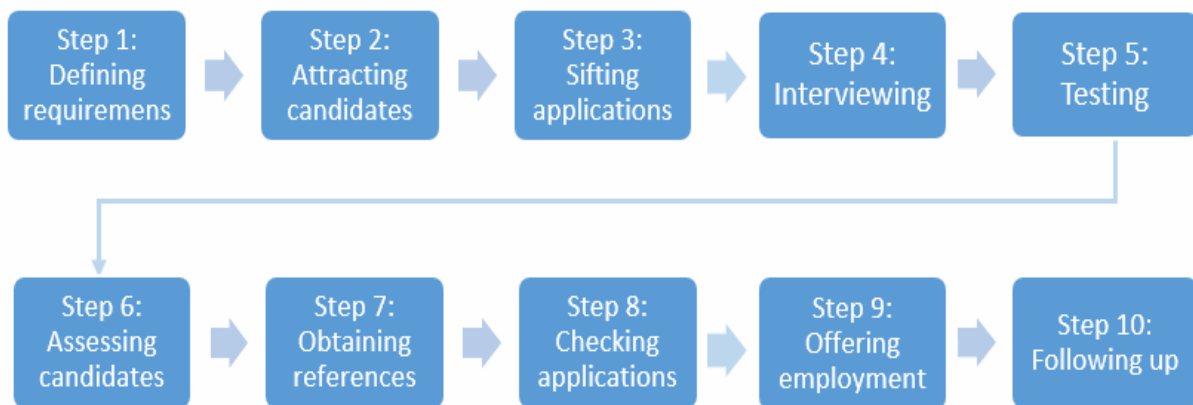 Step 1:
Defining
requiremens
Step 2:
Attracting
candidates
Step 3:
Sifting
applications
Step 4:
Interviewing
Step 5:
Testing
Step 6:
Assessing
candidates
Step 7:
Obtaining
references
Step 8:
Checking
applications
Step 9:
Offering
employment
Step 10:
Following up